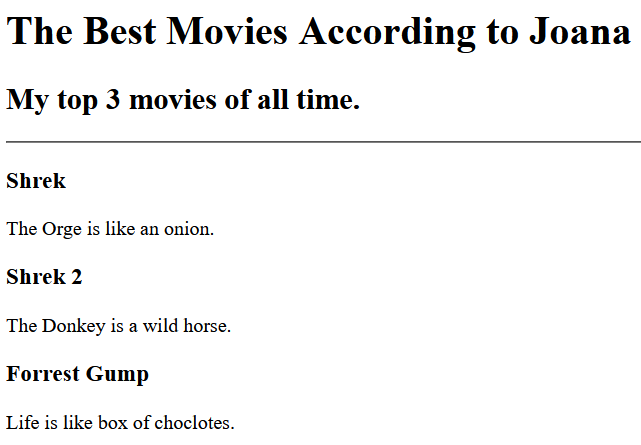 The Best Movies According to Joana
My top 3 movies of all time.
Shrek
The Orge is like an onion.
Shrek 2
The Donkey is a wild horse.
Forrest Gump
Life is like box of choclotes.